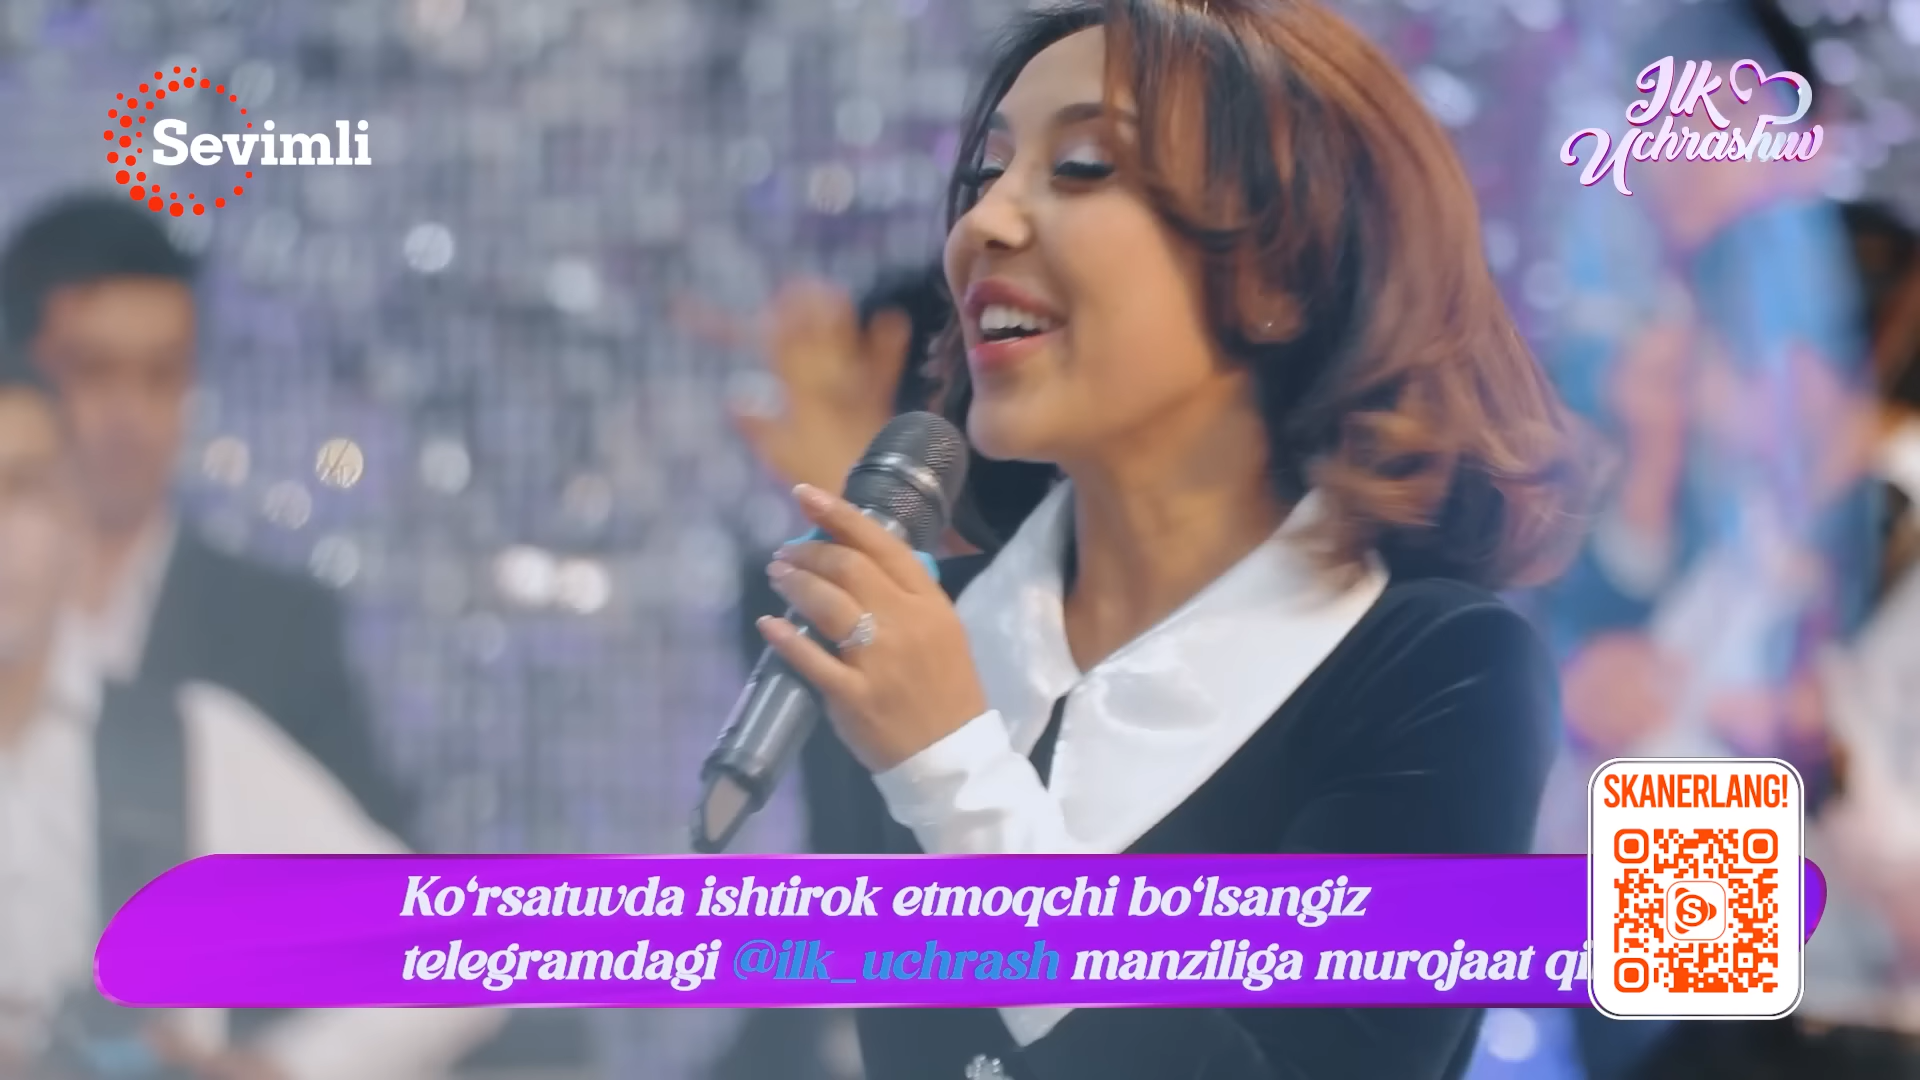 Sevimli
Ilk
Uchrashuv
SKANERLANG!
Ko‘rsatuvda ishtirok etmoqchi bo‘lsangiz
telegramdagi @ilk_uchrash manziliga murojaat qi